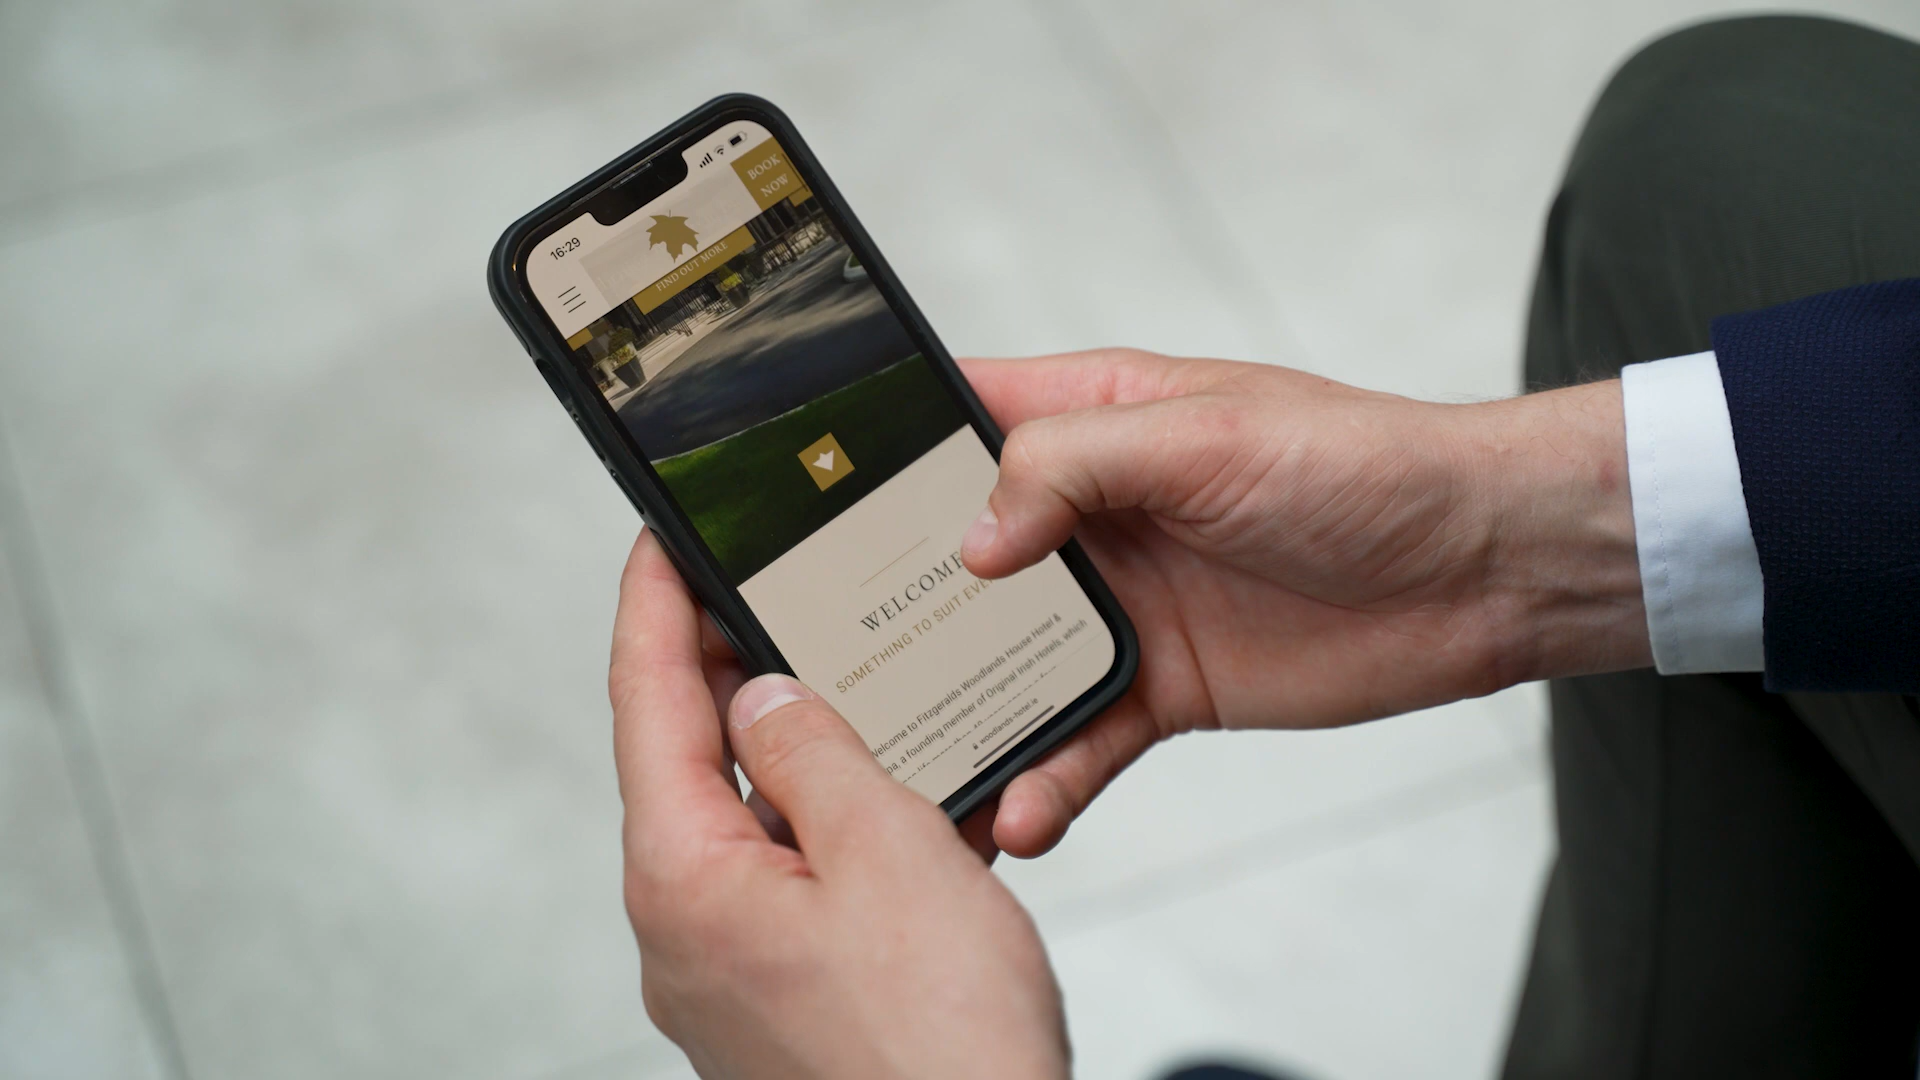 16:29
BOOK
NOW
FIND OUT MORE
WELCOME
SOMETHING TO SUIT EVE
Welcome to Fitzgeralds Woodlands House Hotel &
pa, a founding member of Original Irish Hotels, which
woodlands-hotel.ie